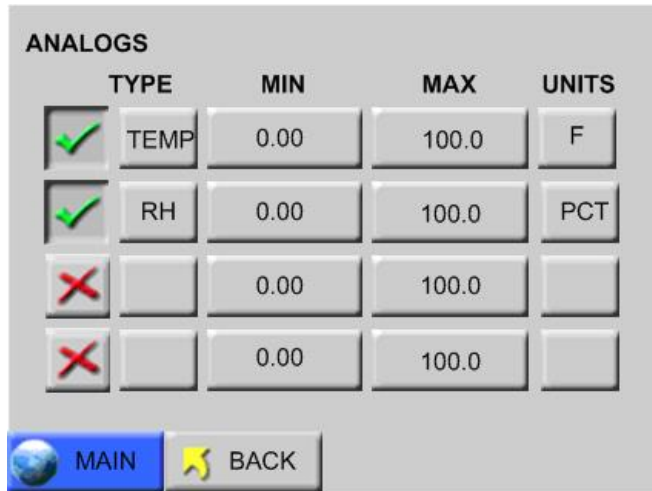 ANALOGS
TYPE MIN MAX UNITS
TEMP 0.00 100.0 F
RH 0.00 100.0 PCT
0.00 100.0
0.00 100.0
MAIN BACK